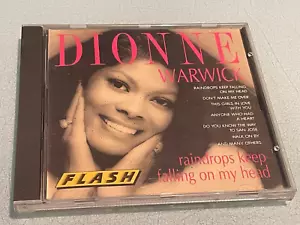 DIONNE
WARWICK
RAINDROPS KEEP FALLING
ON MY HEAD
DON'T MAKE ME OVER
THIS GIRL'S IN LOVE
WITH YOU
ANYONE WHO HAD
A HEART
DO YOU KNOW THE WAY
TO SAN JOSE
WALK ON BY
AND MANY OTHERS
raindrops keep
falling on my head
FLASH